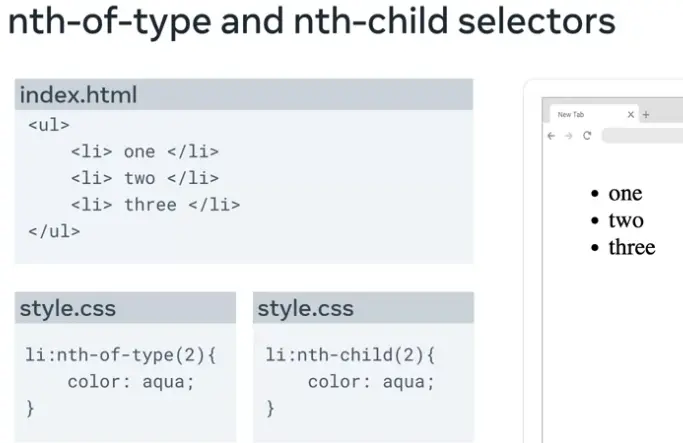 nth-of-type and nth-child selectors
index.html
<ul>
    <li> one </li>
    <li> two </li>
    <li> three </li>
</ul>
New Tab
• one
• two
• three
style.css
li:nth-of-type(2){
    color: aqua;
}
style.css
li:nth-child(2){
    color: aqua;
}